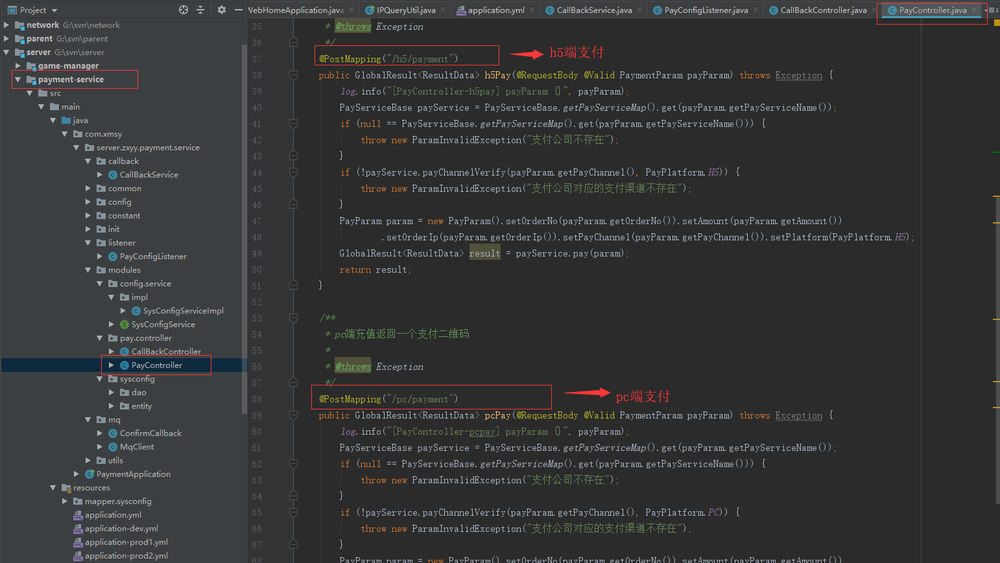 Project
WebHomeApplication.java
IPQueryUtil.java
application.yml
CallBackService.java
PayConfigListener.java
CallBackController.java
PayController.java
3
network G:\svn\network
parent G:\svn\parent
server G:\svn\server
game-manager
payment-service
src
main
java
com.xmsy
server.zxyy.payment.service
callback
CallBackService
common
config
constant
init
listener
PayConfigListener
modules
config.service
impl
SysConfigServiceImpl
SysConfigService
pay.controller
CallBackController
PayController
sysconfig
dao
entity
mq
ConfirmCallback
MqClient
utils
PaymentApplication
resources
mapper.sysconfig
application.yml
application-dev.yml
application-prod1.yml
application-prod2.yml
35 * @throws Exception
36 */
37 @PostMapping("/h5/payment") h5端支付
38 public GlobalResult<ResultData> h5Pay(@RequestBody @Valid PaymentParam payParam) throws Exception {
39 log.info("[PayController-h5pay] payParam {}", payParam);
40 PayServiceBase payService = PayServiceBase.getPayServiceMap().get(payParam.getPayServiceName());
41 if (null == PayServiceBase.getPayServiceMap().get(payParam.getPayServiceName())) {
42 throw new ParamInvalidException("支付公司不存在");
43 }
44 if (!payService.payChannelVerify(payParam.getPayChannel(), PayPlatform.H5)) {
45 throw new ParamInvalidException("支付公司对应的支付渠道不存在");
46 }
47 PayParam param = new PayParam().setOrderNo(payParam.getOrderNo()).setAmount(payParam.getAmount())
48 .setOrderIp(payParam.getOrderIp()).setPayChannel(payParam.getPayChannel()).setPlatform(PayPlatform.H5);
49 GlobalResult<ResultData> result = payService.pay(param);
50 return result;
51 }
52
53 /**
54 * pc端充值返回一个支付二维码
55 *
56 * @throws Exception
57 */
58 @PostMapping("/pc/payment") pc端支付
59 public GlobalResult<ResultData> pcPay(@RequestBody @Valid PaymentParam payParam) throws Exception {
60 log.info("[PayController-pcpay] payParam {}", payParam);
61 PayServiceBase payService = PayServiceBase.getPayServiceMap().get(payParam.getPayServiceName());
62 if (null == PayServiceBase.getPayServiceMap().get(payParam.getPayServiceName())) {
63 throw new ParamInvalidException("支付公司不存在");
64 }
65 if (!payService.payChannelVerify(payParam.getPayChannel(), PayPlatform.PC)) {
66 throw new ParamInvalidException("支付公司对应的支付渠道不存在");
67 }
68 PayParam param = new PayParam().setOrderNo(payParam.getOrderNo()).setAmount(payParam.getAmount())